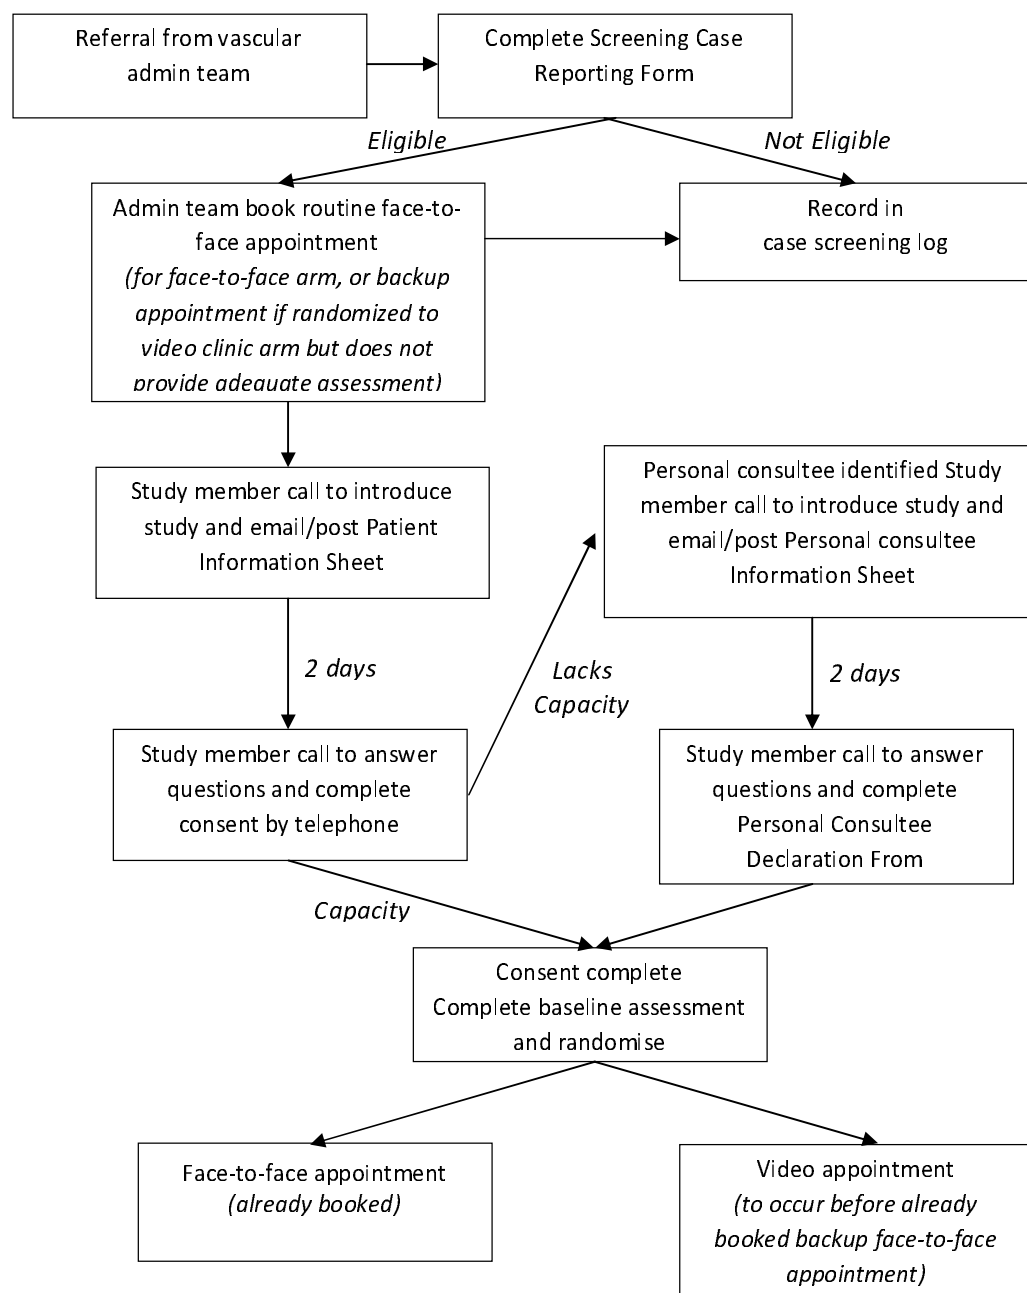 Referral from vascular
admin team
Complete Screening Case
Reporting Form
Eligible
Not Eligible
Admin team book routine face-to-
face appointment
(for face-to-face arm, or backup
appointment if randomized to
video clinic arm but does not
provide adequate assessment)
Record in
case screening log
Study member call to introduce
study and email/post Patient
Information Sheet
Personal consultee identified Study
member call to introduce study and
email/post Personal consultee
Information Sheet
2 days
Lacks
Capacity
2 days
Study member call to answer
questions and complete
consent by telephone
Study member call to answer
questions and complete
Personal Consultee
Declaration From
Capacity
Consent complete
Complete baseline assessment
and randomise
Face-to-face appointment
(already booked)
Video appointment
(to occur before already
booked backup face-to-face
appointment)